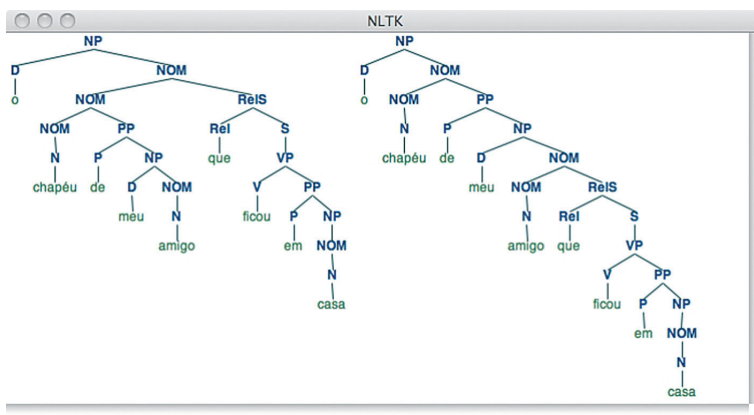 NLTK
NP NP
D NOM D NOM
o NOM RelS o NOM PP
NOM PP Rel S N P NP
N P NP que VP chapéu de D NOM
chapéu de D NOM V PP meu NOM RelS
meu N ficou P NP N Rel S
amigo em NOM amigo que VP
N V PP
casa ficou P NP
em NOM
N
casa